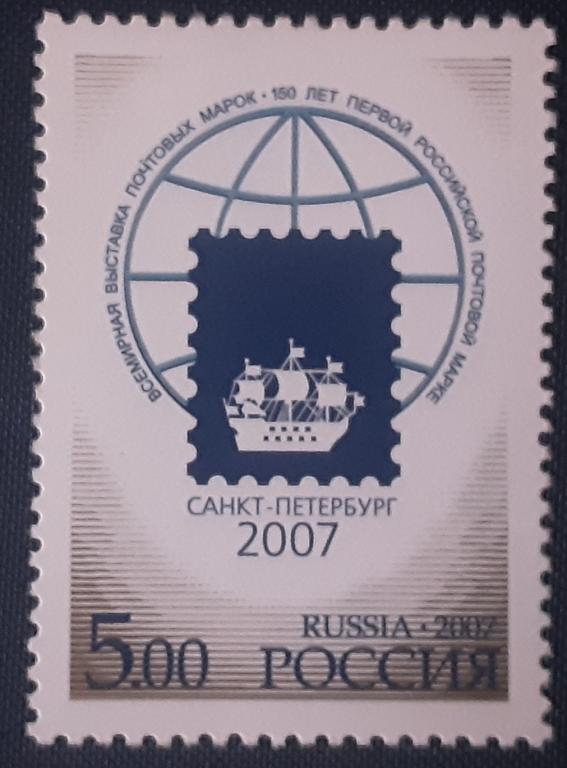 ВСЕМИРНАЯ ВЫСТАВКА ПОЧТОВЫХ МАРОК · 150 ЛЕТ ПЕРВОЙ РОССИЙСКОЙ ПОЧТОВОЙ МАРКЕ
САНКТ-ПЕТЕРБУРГ
2007
RUSSIA · 2007
5.00 РОССИЯ